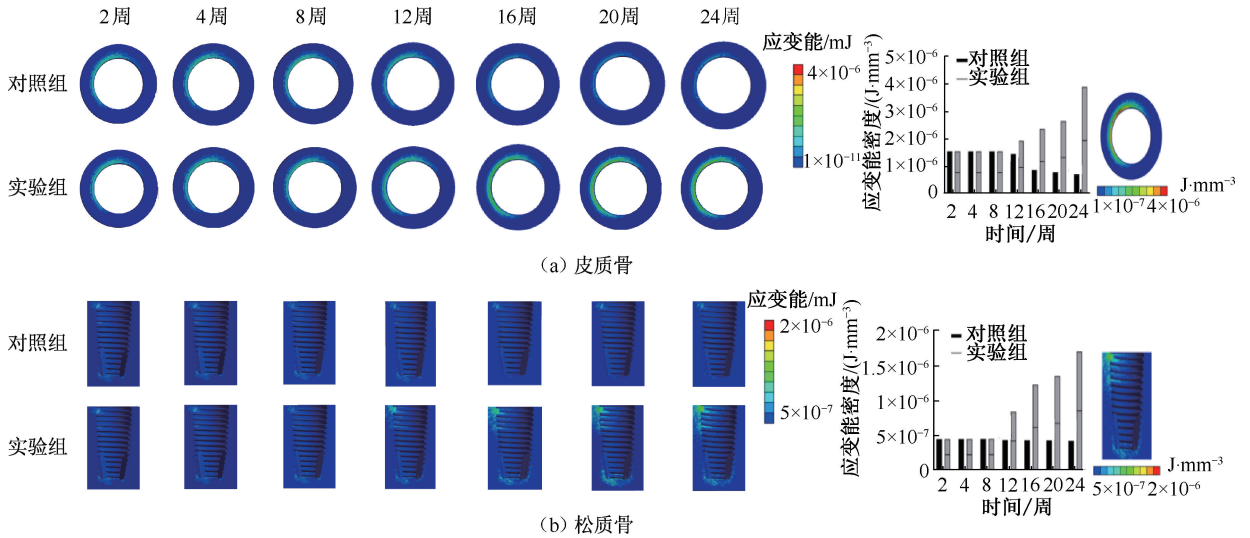 2周 4周 8周 12周 16周 20周 24周
对照组
实验组
应变能/mJ
4×10⁻⁶
1×10⁻¹¹
应变能密度/(J·mm⁻³)
5×10⁻⁶
4×10⁻⁶
3×10⁻⁶
2×10⁻⁶
1×10⁻⁶
0
对照组
实验组
2 4 8 12 16 20 24
时间/周
J·mm⁻³
1×10⁻⁷ 4×10⁻⁶
(a) 皮质骨
对照组
实验组
应变能/mJ
2×10⁻⁶
5×10⁻⁷
应变能密度/(J·mm⁻³)
2×10⁻⁶
1.5×10⁻⁶
1×10⁻⁶
5×10⁻⁷
0
对照组
实验组
2 4 8 12 16 20 24
时间/周
J·mm⁻³
5×10⁻⁷ 2×10⁻⁶
(b) 松质骨